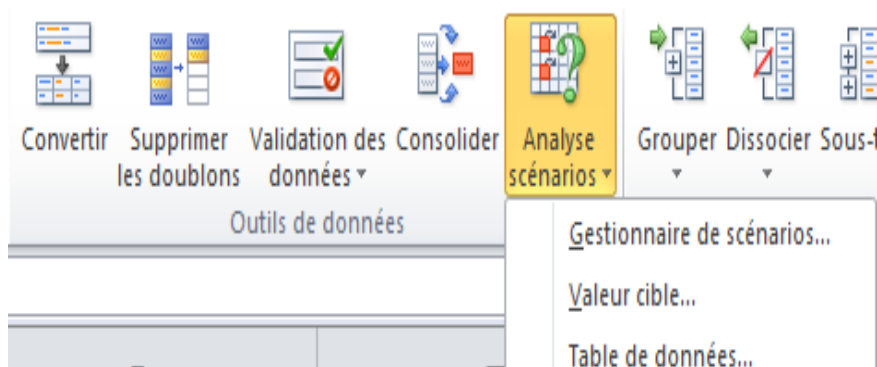 Convertir Supprimer Validation des Consolider Analyse Grouper Dissocier Sous-t
les doublons données scénarios
Outils de données
Gestionnaire de scénarios...
Valeur cible...
Table de données...